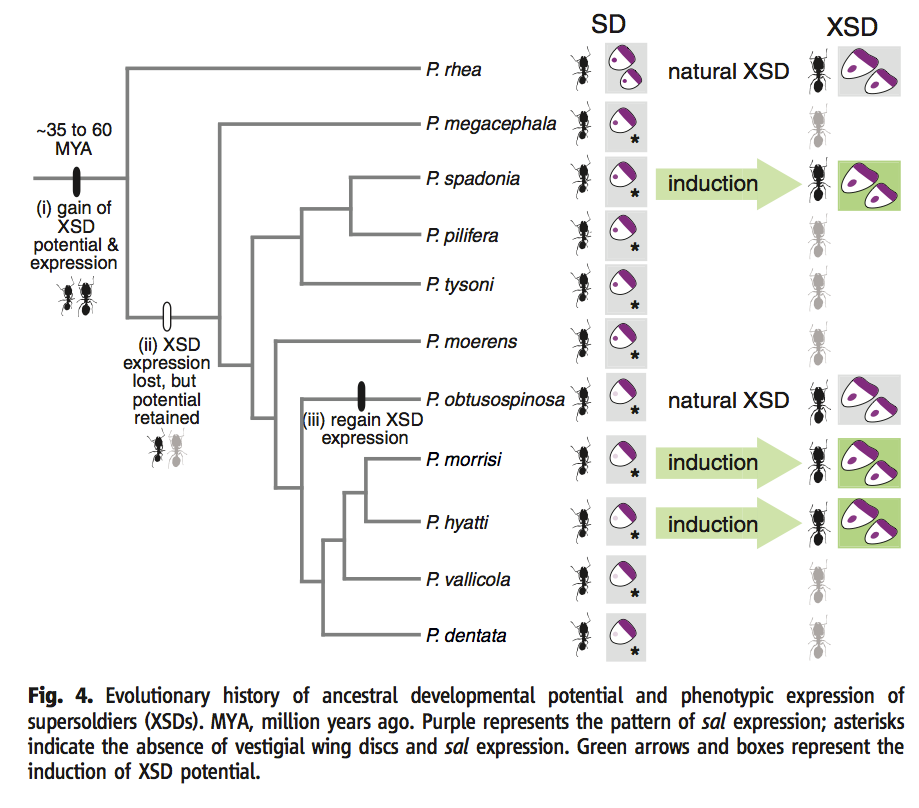 SD XSD
P. rhea natural XSD
~35 to 60
MYA
P. megacephala
*
(i) gain of
XSD
potential &
expression
P. spadonia induction
*
P. pilifera
*
P. tysoni
*
(ii) XSD
expression
lost, but
potential
retained
P. moerens
*
P. obtusospinosa natural XSD
*
(iii) regain XSD
expression
P. morrisi induction
*
P. hyatti induction
*
P. vallicola
*
P. dentata
*
Fig. 4. Evolutionary history of ancestral developmental potential and phenotypic expression of
supersoldiers (XSDs). MYA, million years ago. Purple represents the pattern of sal expression; asterisks
indicate the absence of vestigial wing discs and sal expression. Green arrows and boxes represent the
induction of XSD potential.